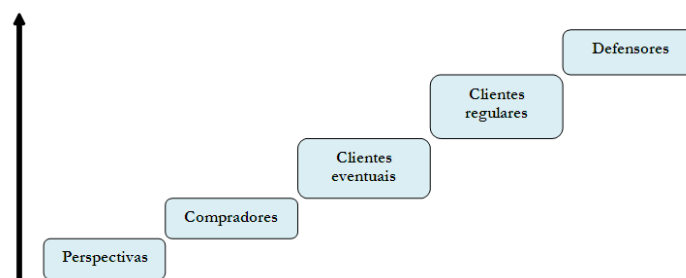 Defensores
Clientes
regulares
Clientes
eventuais
Compradores
Perspectivas